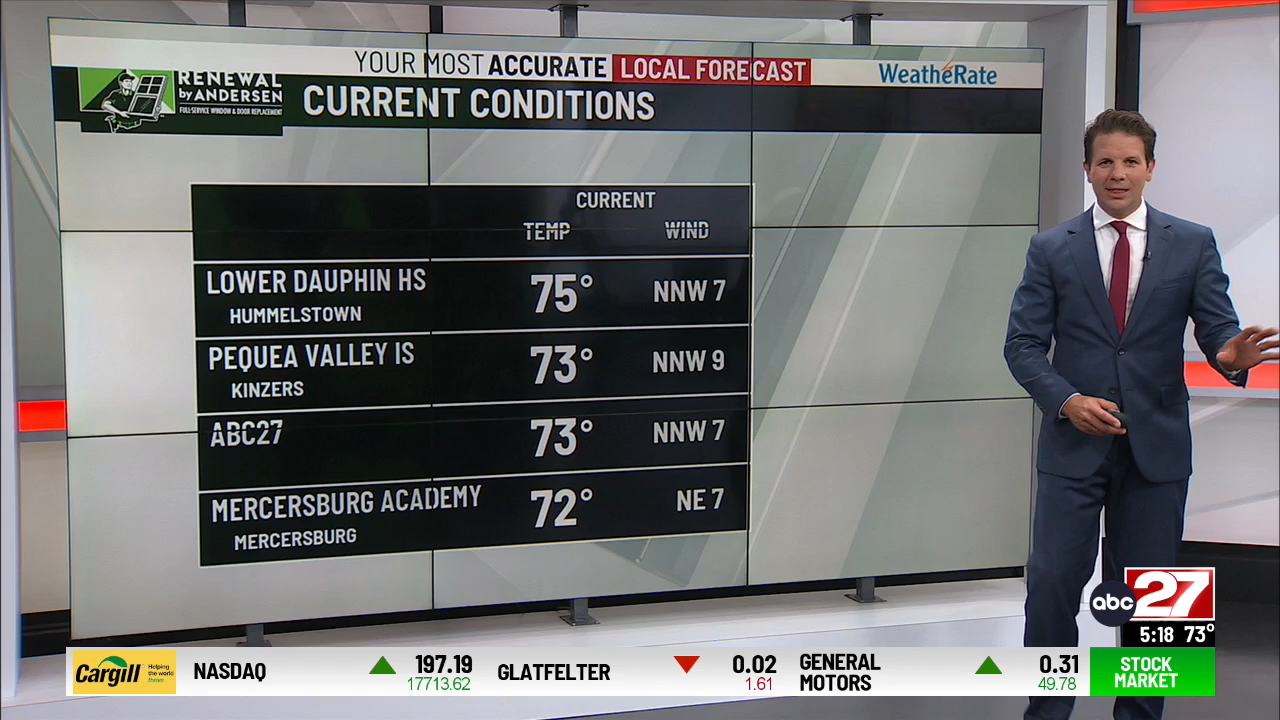 YOUR MOST ACCURATE LOCAL FORECAST
WeatheRate
RENEWAL
by ANDERSEN
FULL-SERVICE WINDOW & DOOR REPLACEMENT
CURRENT CONDITIONS
CURRENT
TEMP WIND
LOWER DAUPHIN HS 75° NNW 7
HUMMELSTOWN
PEQUEA VALLEY IS 73° NNW 9
KINZERS
ABC27 73° NNW 7
MERCERSBURG ACADEMY 72° NE 7
MERCERSBURG
abc 27
5:18 73°
Cargill Helping the world thrive
NASDAQ 197.19
17713.62
GLATFELTER 0.02
1.61
GENERAL
MOTORS
0.31
49.78
STOCK
MARKET